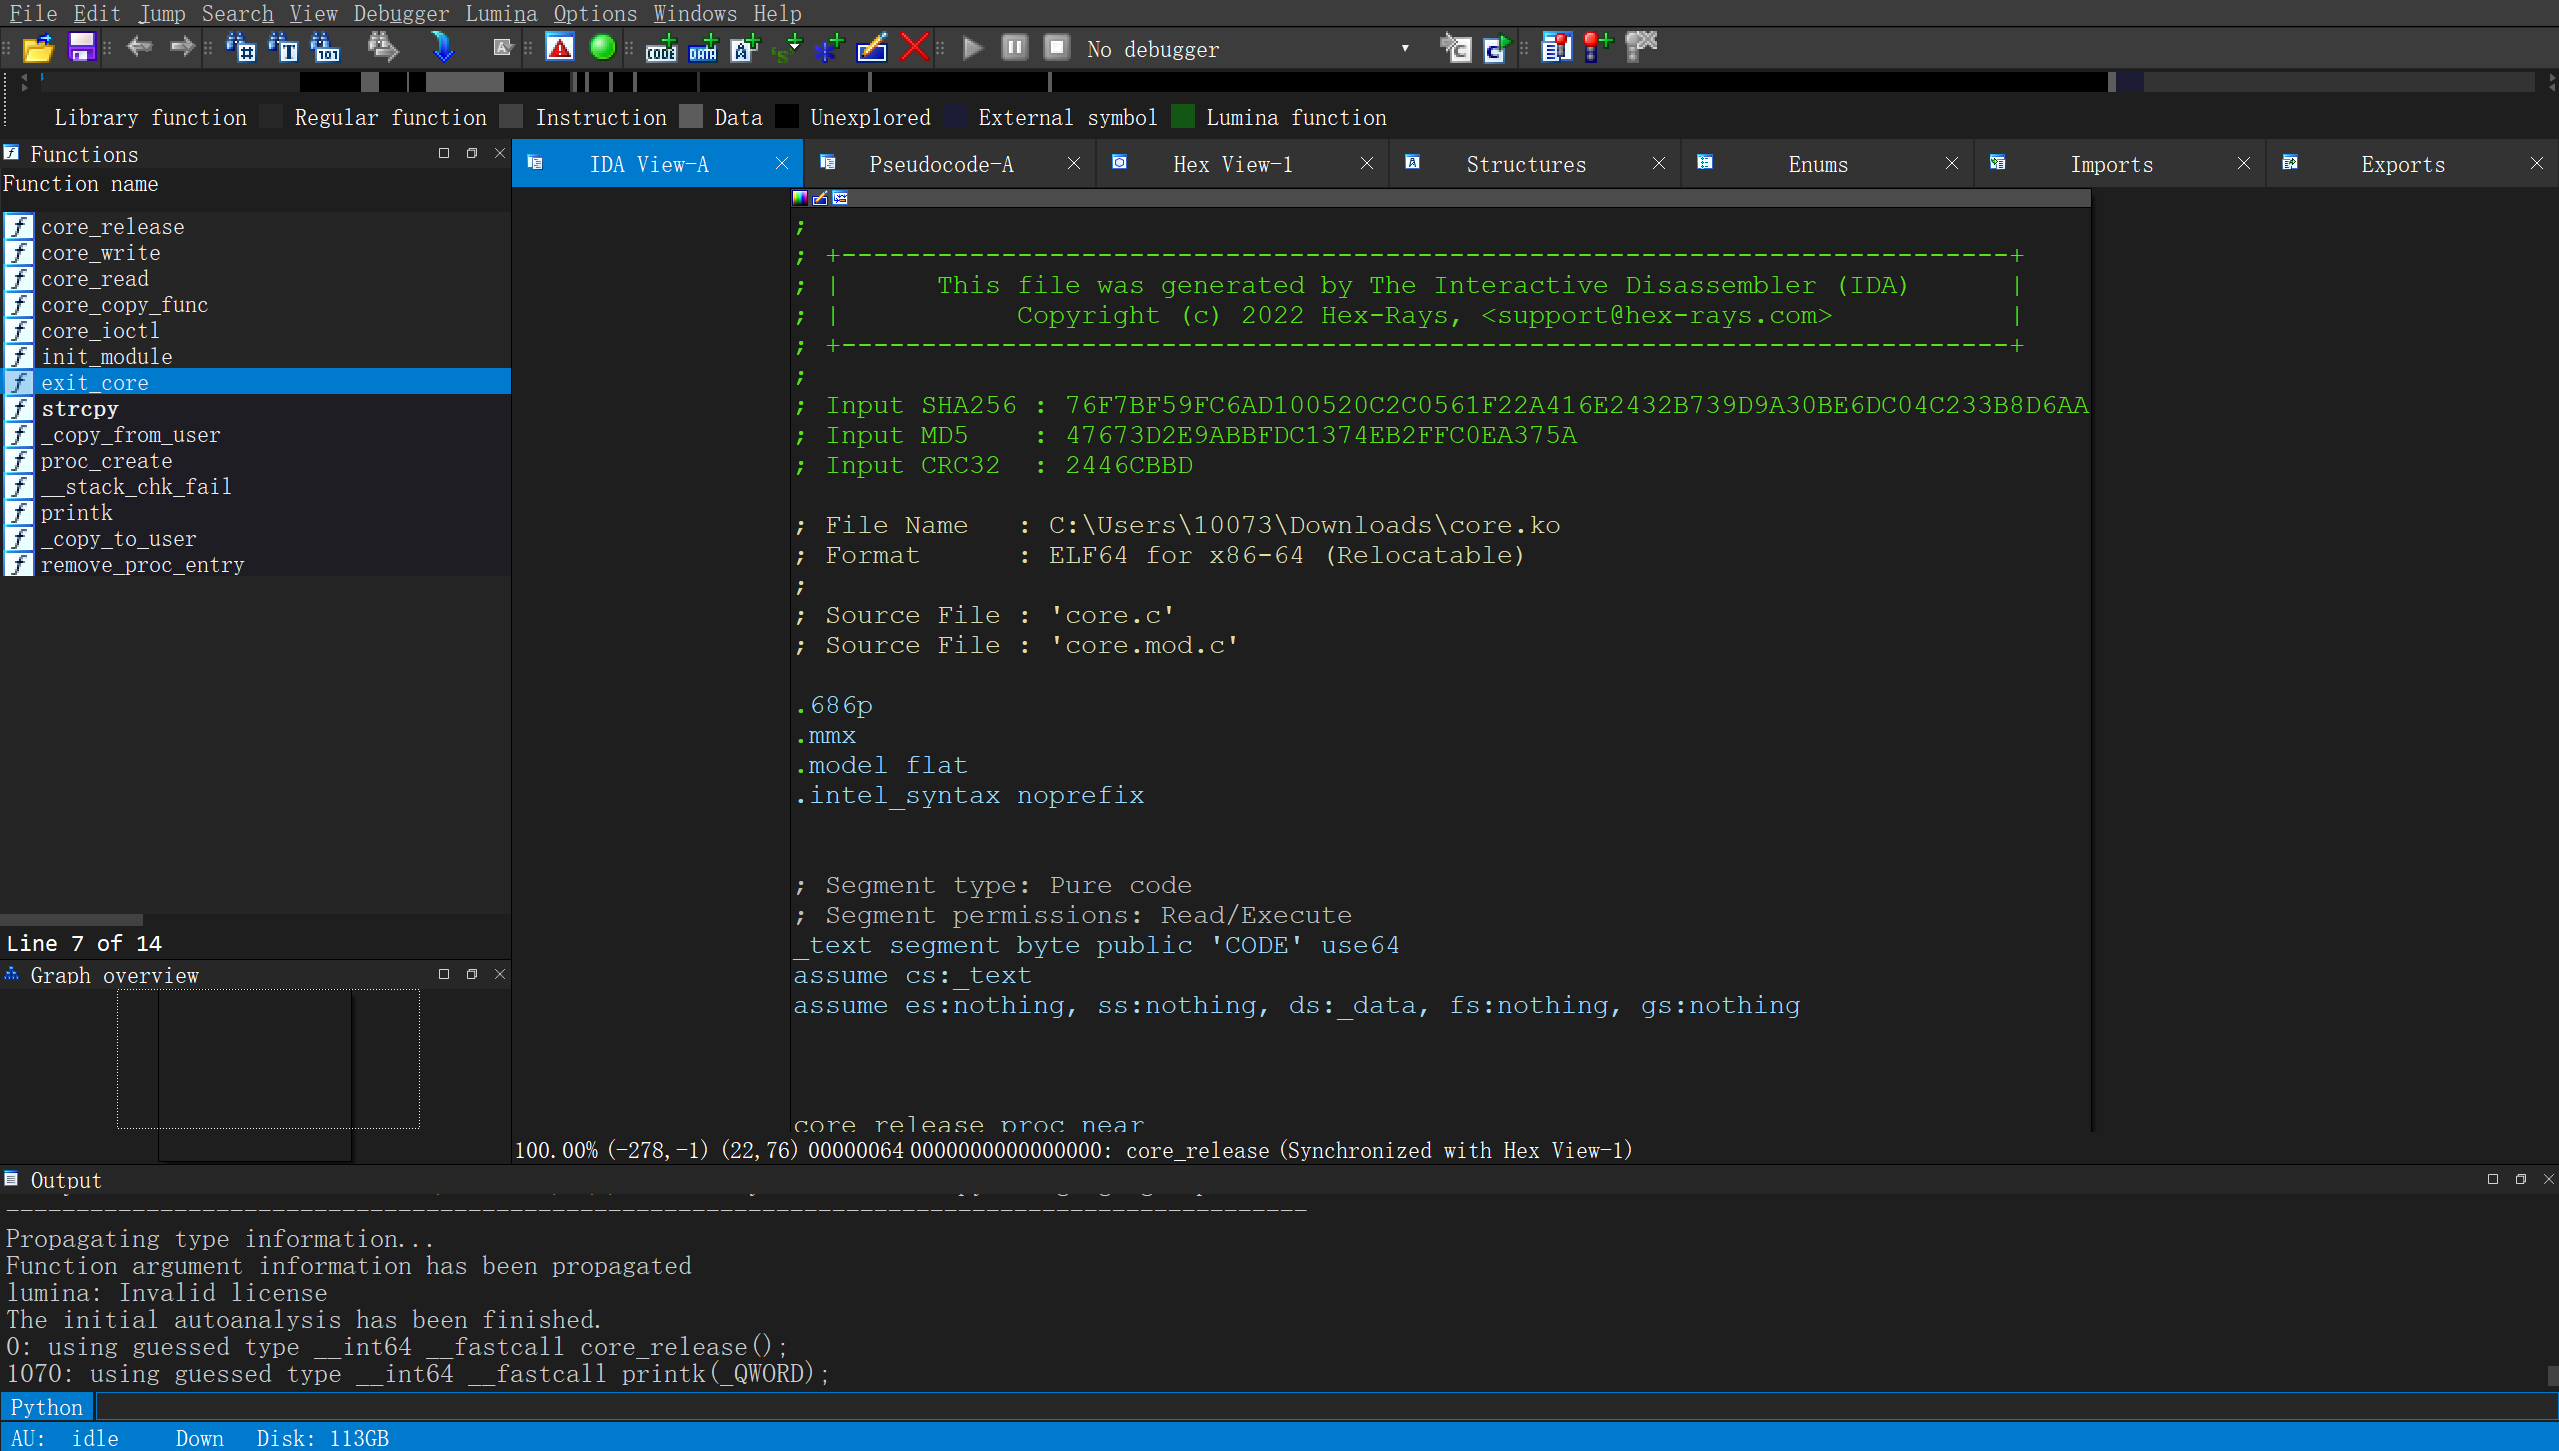 File Edit Jump Search View Debugger Lumina Options Windows Help
No debugger
Library function Regular function Instruction Data Unexplored External symbol Lumina function
Functions
Function name
core_release
core_write
core_read
core_copy_func
core_ioctl
init_module
exit_core
strcpy
_copy_from_user
proc_create
__stack_chk_fail
printk
_copy_to_user
remove_proc_entry
Line 7 of 14
Graph overview
IDA View-A Pseudocode-A Hex View-1 Structures Enums Imports Exports
;
; +-------------------------------------------------------------------------+
; | This file was generated by The Interactive Disassembler (IDA) |
; | Copyright (c) 2022 Hex-Rays, <support@hex-rays.com> |
; +-------------------------------------------------------------------------+
;
; Input SHA256 : 76F7BF59FC6AD100520C2C0561F22A416E2432B739D9A30BE6DC04C233B8D6AA
; Input MD5 : 47673D2E9ABBFDC1374EB2FFC0EA375A
; Input CRC32 : 2446CBBD
; File Name : C:\Users\10073\Downloads\core.ko
; Format : ELF64 for x86-64 (Relocatable)
;
; Source File : 'core.c'
; Source File : 'core.mod.c'
.686p
.mmx
.model flat
.intel_syntax noprefix
; Segment type: Pure code
; Segment permissions: Read/Execute
_text segment byte public 'CODE' use64
assume cs:_text
assume es:nothing, ss:nothing, ds:_data, fs:nothing, gs:nothing
core_release proc near
100.00% (-278,-1) (22,76) 00000064 0000000000000000: core_release (Synchronized with Hex View-1)
Output
Propagating type information...
Function argument information has been propagated
lumina: Invalid license
The initial autoanalysis has been finished.
0: using guessed type __int64 __fastcall core_release();
1070: using guessed type __int64 __fastcall printk(_QWORD);
Python
AU: idle Down Disk: 113GB